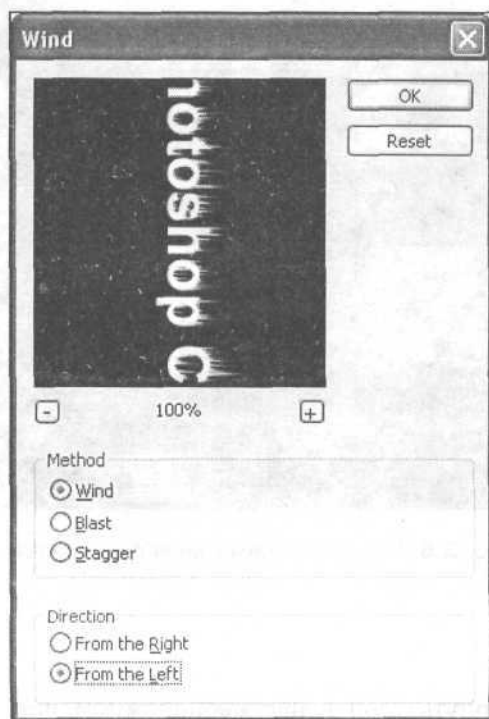 Wind
OK
Reset
hotoshop C
-
100%
+
Method
Wind
Blast
Stagger
Direction
From the Right
From the Left